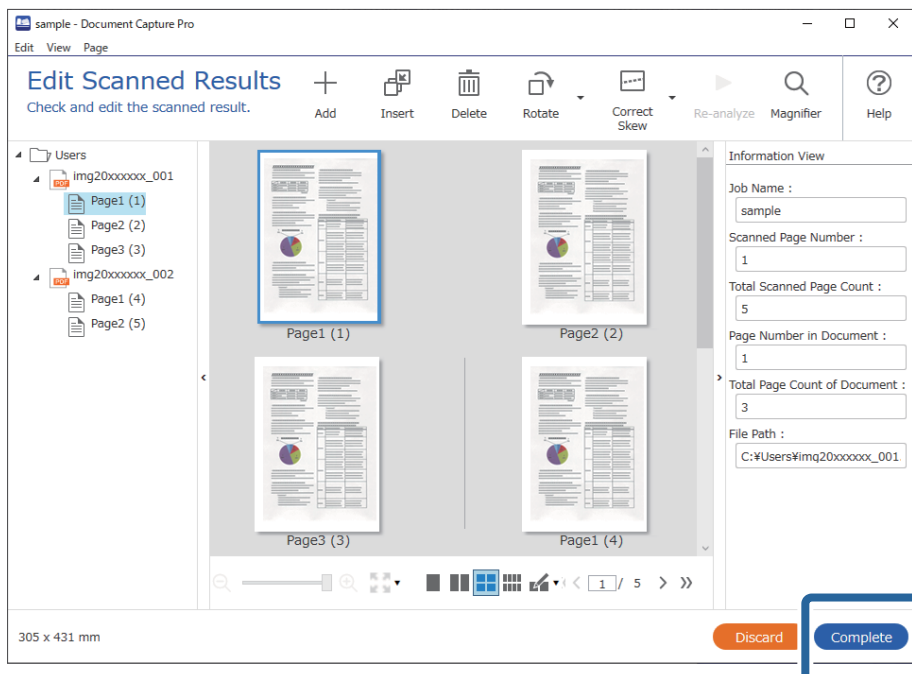 sample - Document Capture Pro
Edit View Page
Edit Scanned Results
Check and edit the scanned result.
Add
Insert
Delete
Rotate
Correct Skew
Re-analyze
Magnifier
Help
Users
PDF
img20xxxxxx_001
Page1 (1)
Page2 (2)
Page3 (3)
PDF
img20xxxxxx_002
Page1 (4)
Page2 (5)
Page1 (1)
Page2 (2)
Page3 (3)
Page1 (4)
Information View
Job Name :
sample
Scanned Page Number :
1
Total Scanned Page Count :
5
Page Number in Document :
1
Total Page Count of Document :
3
File Path :
C:¥Users¥img20xxxxxx_001.
1 / 5
305 x 431 mm
Discard
Complete